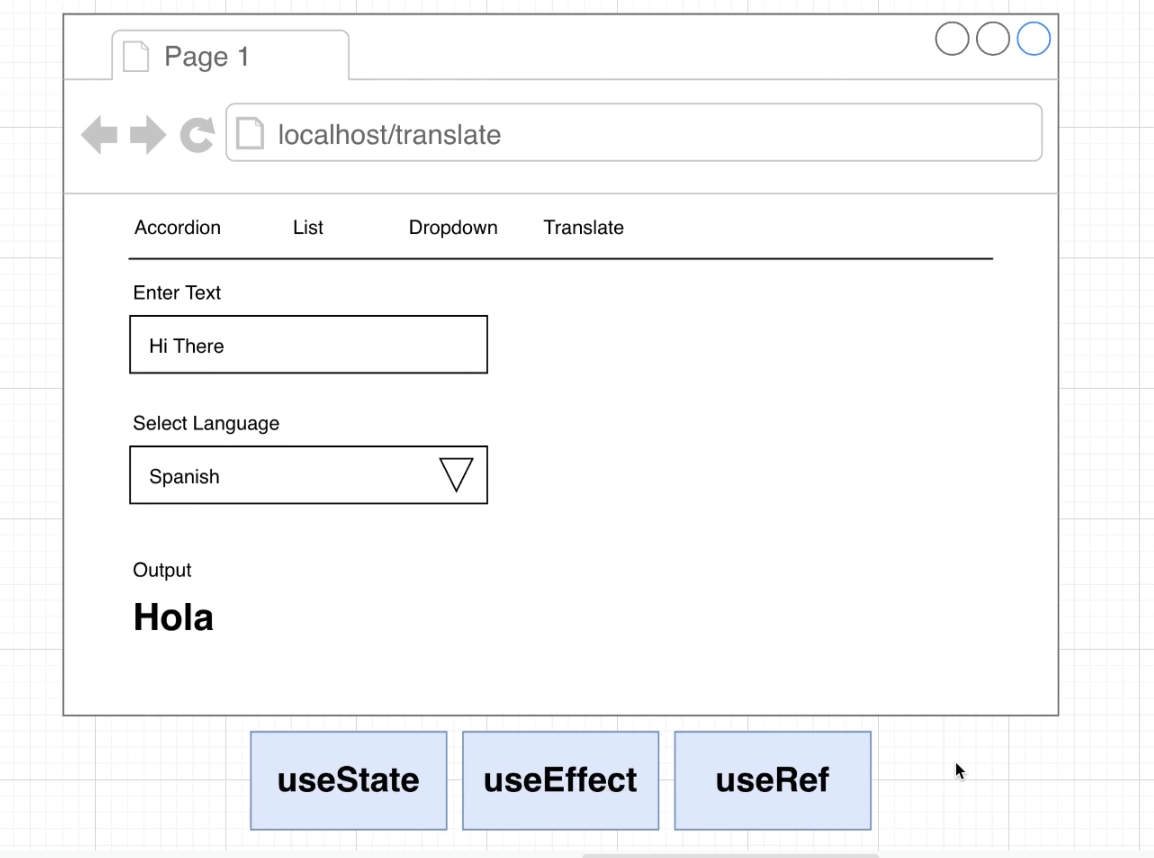 Page 1
localhost/translate
Accordion List Dropdown Translate
Enter Text
Hi There
Select Language
Spanish
Output
Hola
useState useEffect useRef